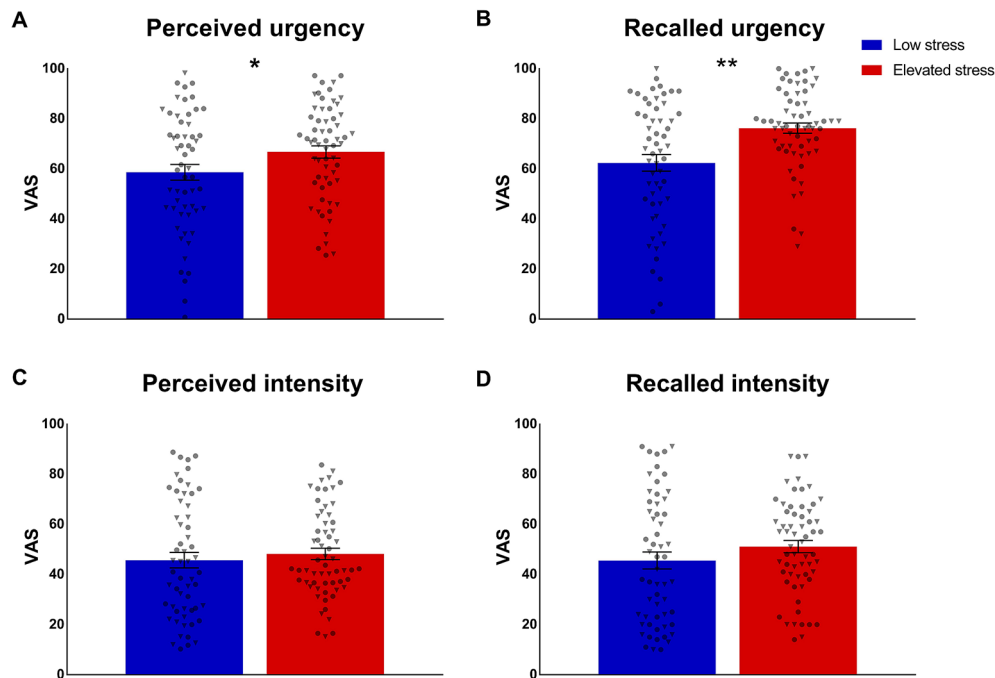 A
Perceived urgency
B
Recalled urgency
Low stress
Elevated stress
*
**
100
80
60
40
20
0
VAS
100
80
60
40
20
0
VAS
C
Perceived intensity
D
Recalled intensity
100
80
60
40
20
0
VAS
100
80
60
40
20
0
VAS